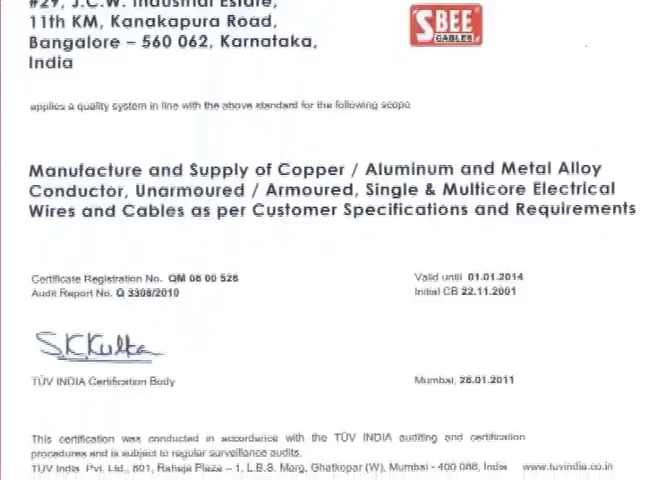 #29, J.C.W. Industrial Estate,
11th KM, Kanakapura Road,
Bangalore – 560 062, Karnataka,
India
SBEE
CABLES
applies a quality system in line with the above standard for the following scope
Manufacture and Supply of Copper / Aluminum and Metal Alloy
Conductor, Unarmoured / Armoured, Single & Multicore Electrical
Wires and Cables as per Customer Specifications and Requirements
Certificate Registration No. QM 08 00 526
Valid until 01.01.2014
Audit Report No. Q 3308/2010
Initial CB 22.11.2001
S.K.Kulka
TÜV INDIA Certification Body
Mumbai, 28.01.2011
This certification was conducted in accordance with the TÜV INDIA auditing and certification
procedures and is subject to regular surveillance audits.
TUV India Pvt. Ltd., 801, Raheja Plaza – 1, L.B.S. Marg, Ghatkopar (W), Mumbai - 400 086, India www.tuvindia.co.in